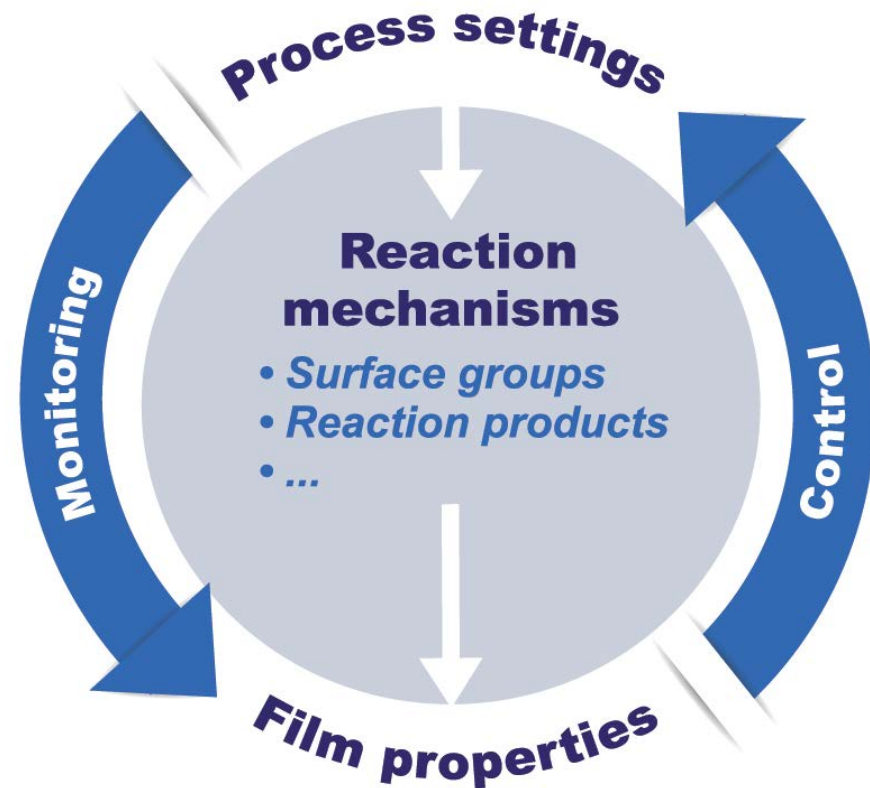 Process settings
Reaction
mechanisms
• Surface groups
• Reaction products
• ...
Monitoring
Control
Film properties